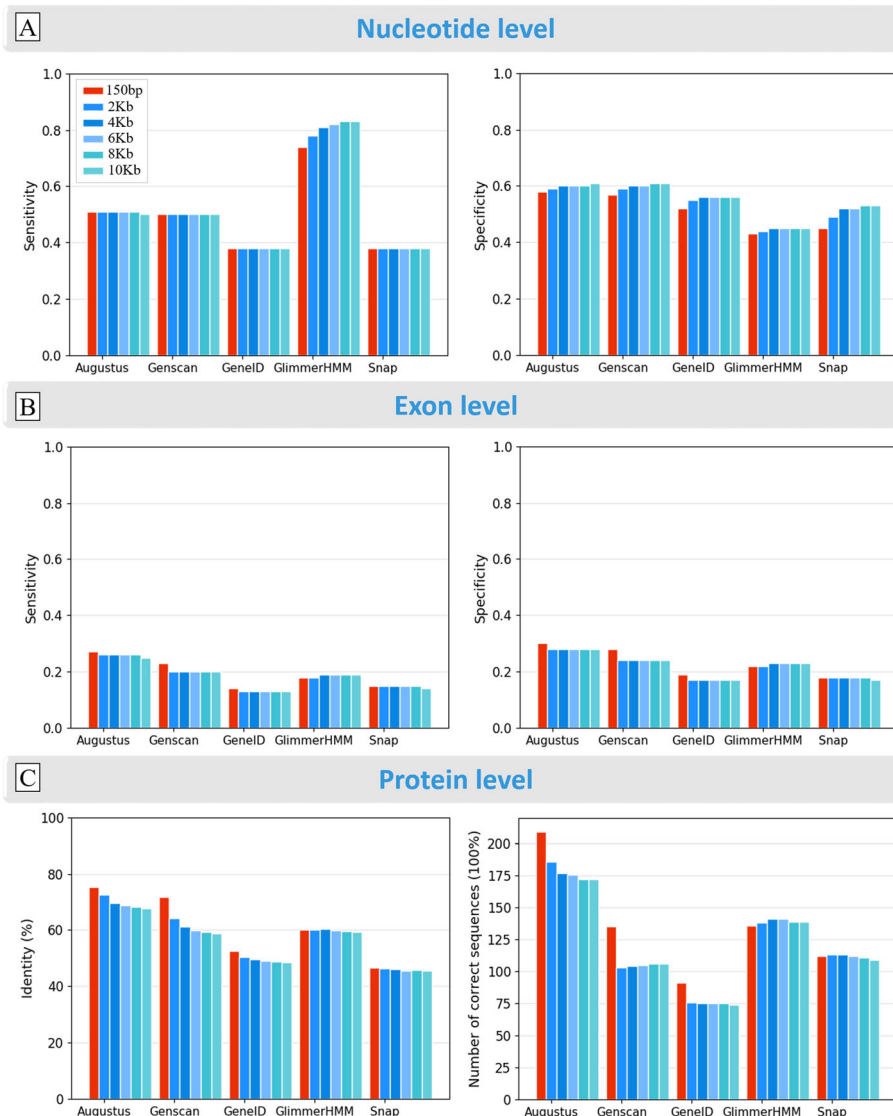 A
Nucleotide level
1.0
0.8
0.6
0.4
0.2
0.0
Sensitivity
150bp
2Kb
4Kb
6Kb
8Kb
10Kb
Augustus Genscan GeneID GlimmerHMM Snap
1.0
0.8
0.6
0.4
0.2
0.0
Specificity
Augustus Genscan GeneID GlimmerHMM Snap
B
Exon level
1.0
0.8
0.6
0.4
0.2
0.0
Sensitivity
Augustus Genscan GeneID GlimmerHMM Snap
1.0
0.8
0.6
0.4
0.2
0.0
Specificity
Augustus Genscan GeneID GlimmerHMM Snap
C
Protein level
100
80
60
40
20
0
Identity (%)
Augustus Genscan GeneID GlimmerHMM Snap
200
175
150
125
100
75
50
25
0
Number of correct sequences (100%)
Augustus Genscan GeneID GlimmerHMM Snap